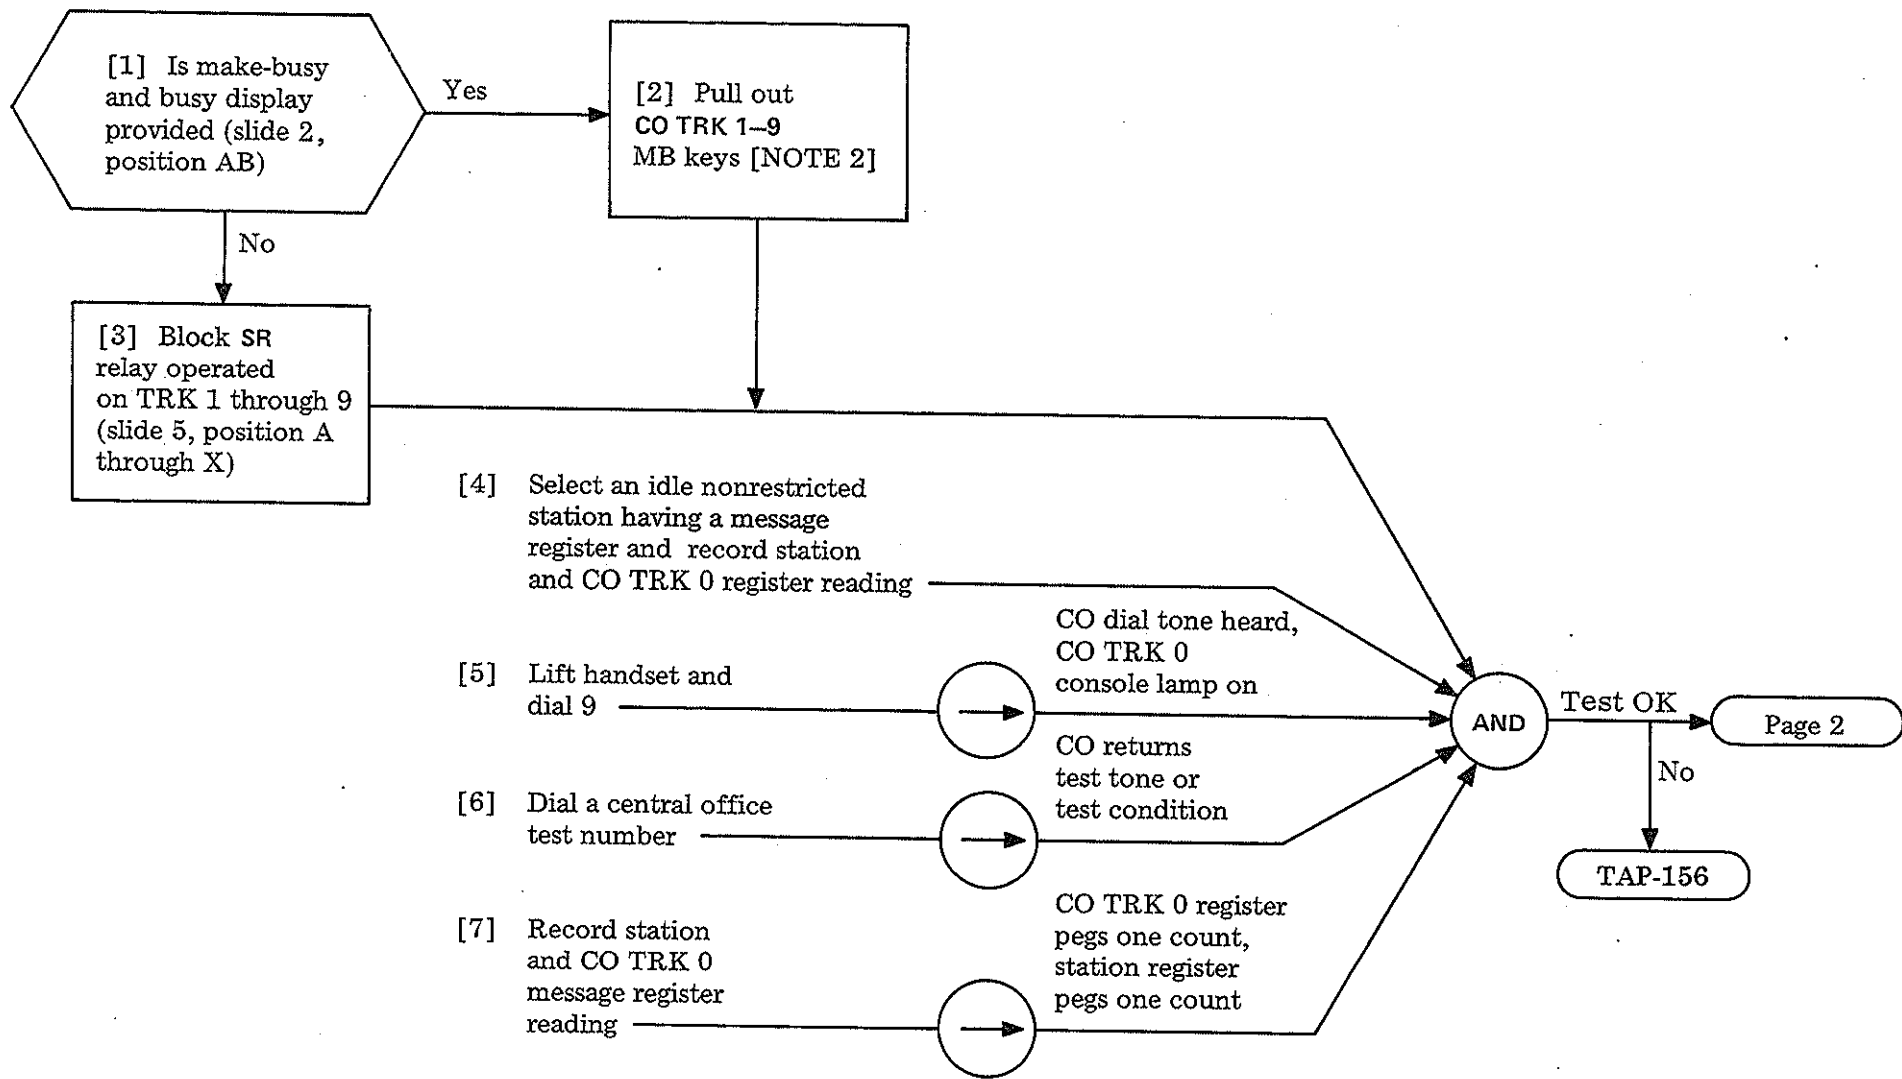 [1] Is make-busy
and busy display
provided (slide 2,
position AB)
Yes
[2] Pull out
CO TRK 1–9
MB keys [NOTE 2]
No
[3] Block SR
relay operated
on TRK 1 through 9
(slide 5, position A
through X)
[4] Select an idle nonrestricted
station having a message
register and record station
and CO TRK 0 register reading
[5] Lift handset and
dial 9
CO dial tone heard,
CO TRK 0
console lamp on
[6] Dial a central office
test number
CO returns
test tone or
test condition
[7] Record station
and CO TRK 0
message register
reading
CO TRK 0 register
pegs one count,
station register
pegs one count
AND
Test OK
Page 2
No
TAP-156